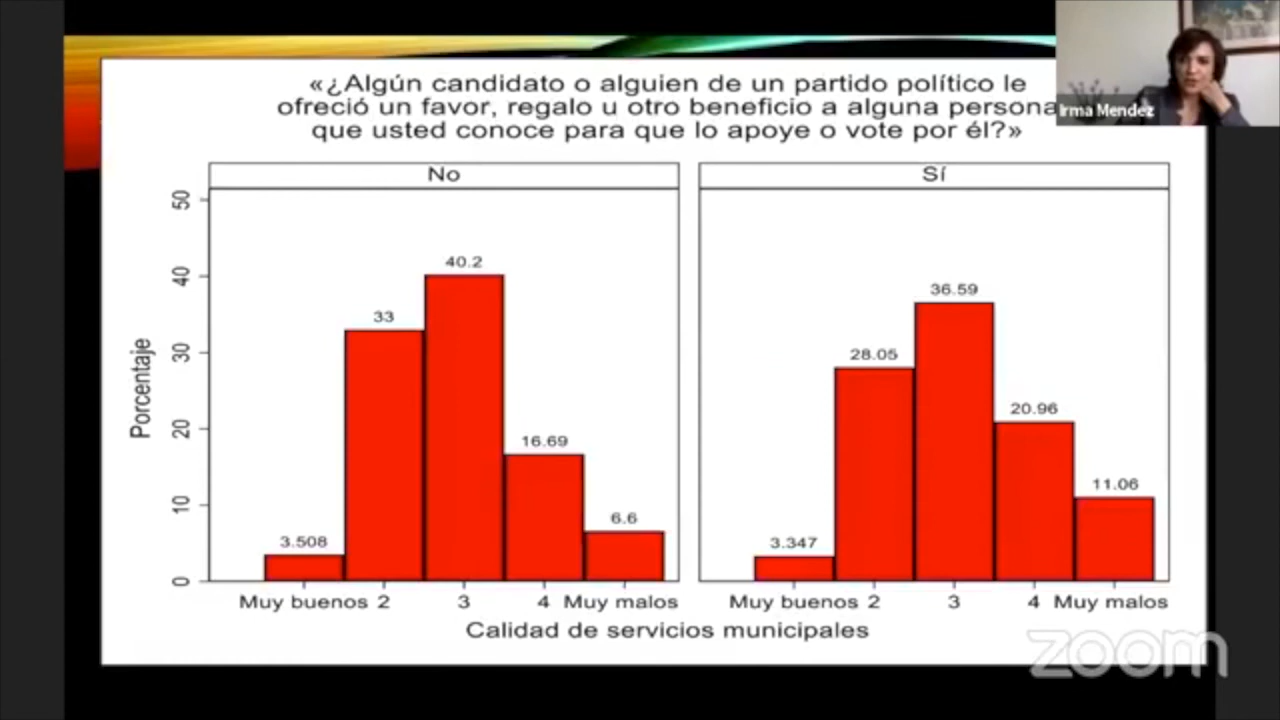 «¿Algún candidato o alguien de un partido político le
ofreció un favor, regalo u otro beneficio a alguna persona
que usted conoce para que lo apoye o vote por él?»
Irma Mendez
No
Sí
Porcentaje
50
40
30
20
10
0
3.508
33
40.2
16.69
6.6
3.347
28.05
36.59
20.96
11.06
Muy buenos 2 3 4 Muy malos
Muy buenos 2 3 4 Muy malos
Calidad de servicios municipales
zoom